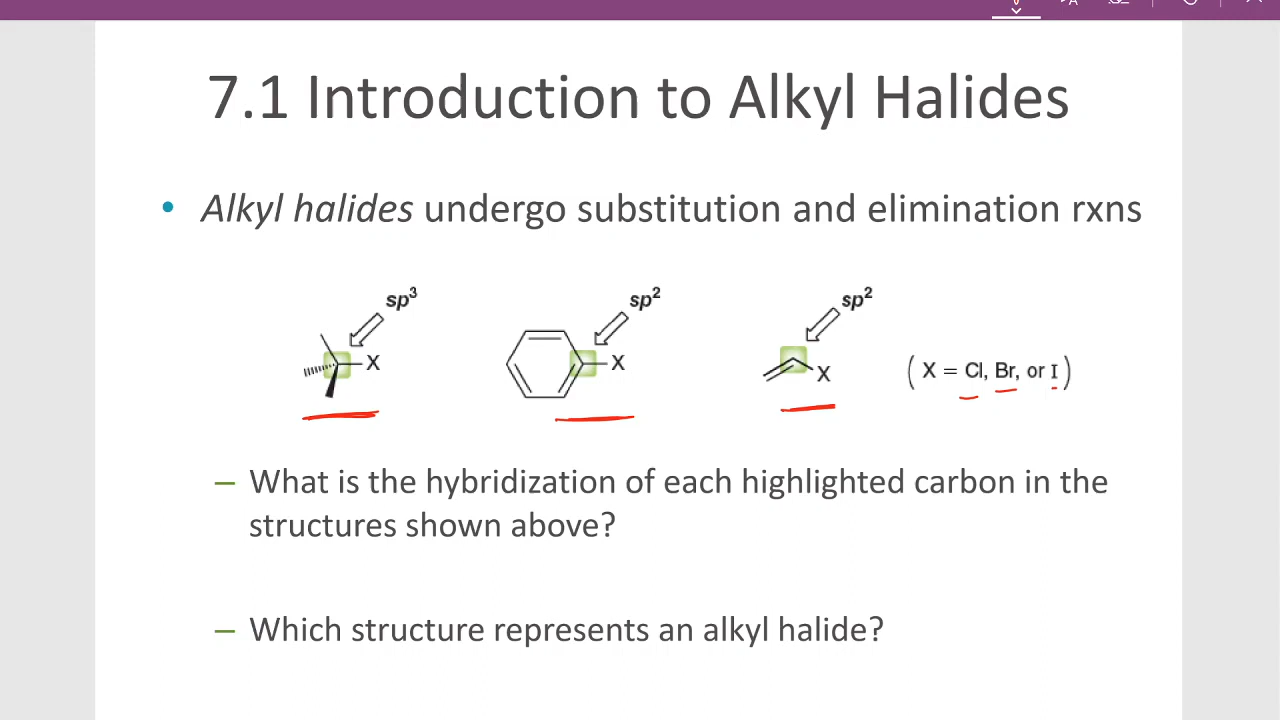 7.1 Introduction to Alkyl Halides
• Alkyl halides undergo substitution and elimination rxns
sp³ sp² sp²
X X X (X = Cl, Br, or I)
– What is the hybridization of each highlighted carbon in the
structures shown above?
– Which structure represents an alkyl halide?